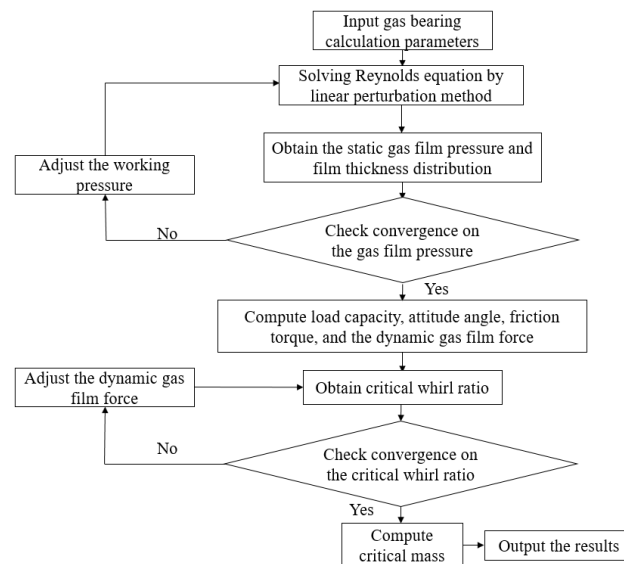 Input gas bearing
calculation parameters
Solving Reynolds equation by
linear perturbation method
Obtain the static gas film pressure and
film thickness distribution
Adjust the working
pressure
No
Check convergence on
the gas film pressure
Yes
Compute load capacity, attitude angle, friction
torque, and the dynamic gas film force
Adjust the dynamic gas
film force
Obtain critical whirl ratio
No
Check convergence on
the critical whirl ratio
Yes
Compute
critical mass
Output the results